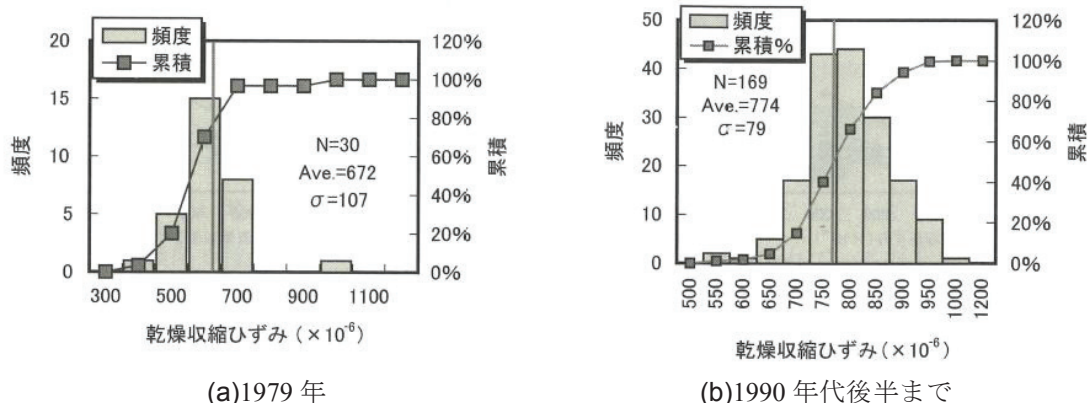 頻度
累積
20
15
10
5
0
120%
100%
80%
60%
40%
20%
0%
頻度
累積
N=30
Ave.=672
σ=107
300
500
700
900
1100
乾燥収縮ひずみ（×10⁻⁶）
(a)1979 年
頻度
累積%
50
40
30
20
10
0
120%
100%
80%
60%
40%
20%
0%
頻度
累積
N=169
Ave.=774
σ=79
500
550
600
650
700
750
800
850
900
950
1000
1200
乾燥収縮ひずみ（×10⁻⁶）
(b)1990 年代後半まで